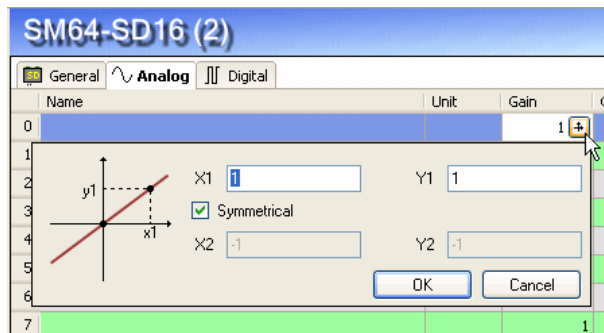 SM64-SD16 (2)
SD General Analog Digital
Name Unit Gain
0 1
1
2
3
4
5
6
7 1
y1
x1
X1 1 Y1 1
Symmetrical
X2 -1 Y2 -1
OK Cancel